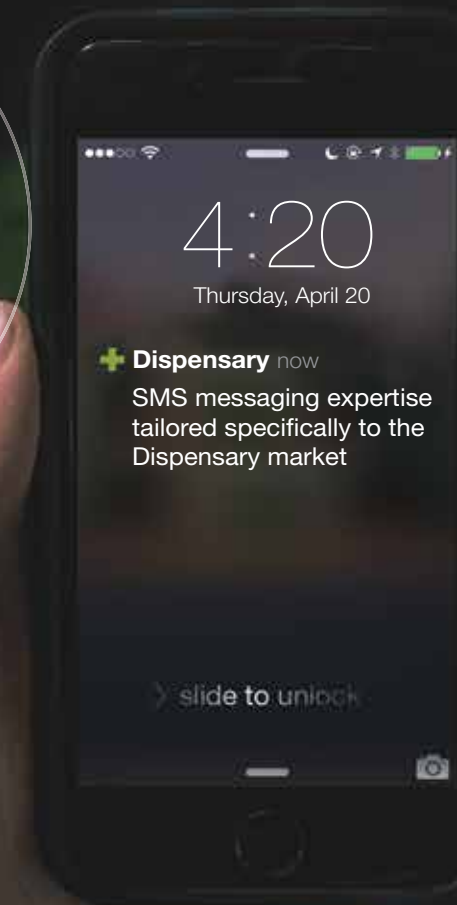 4:20
Thursday, April 20
Dispensary now
SMS messaging expertise
tailored specifically to the
Dispensary market
slide to unlock